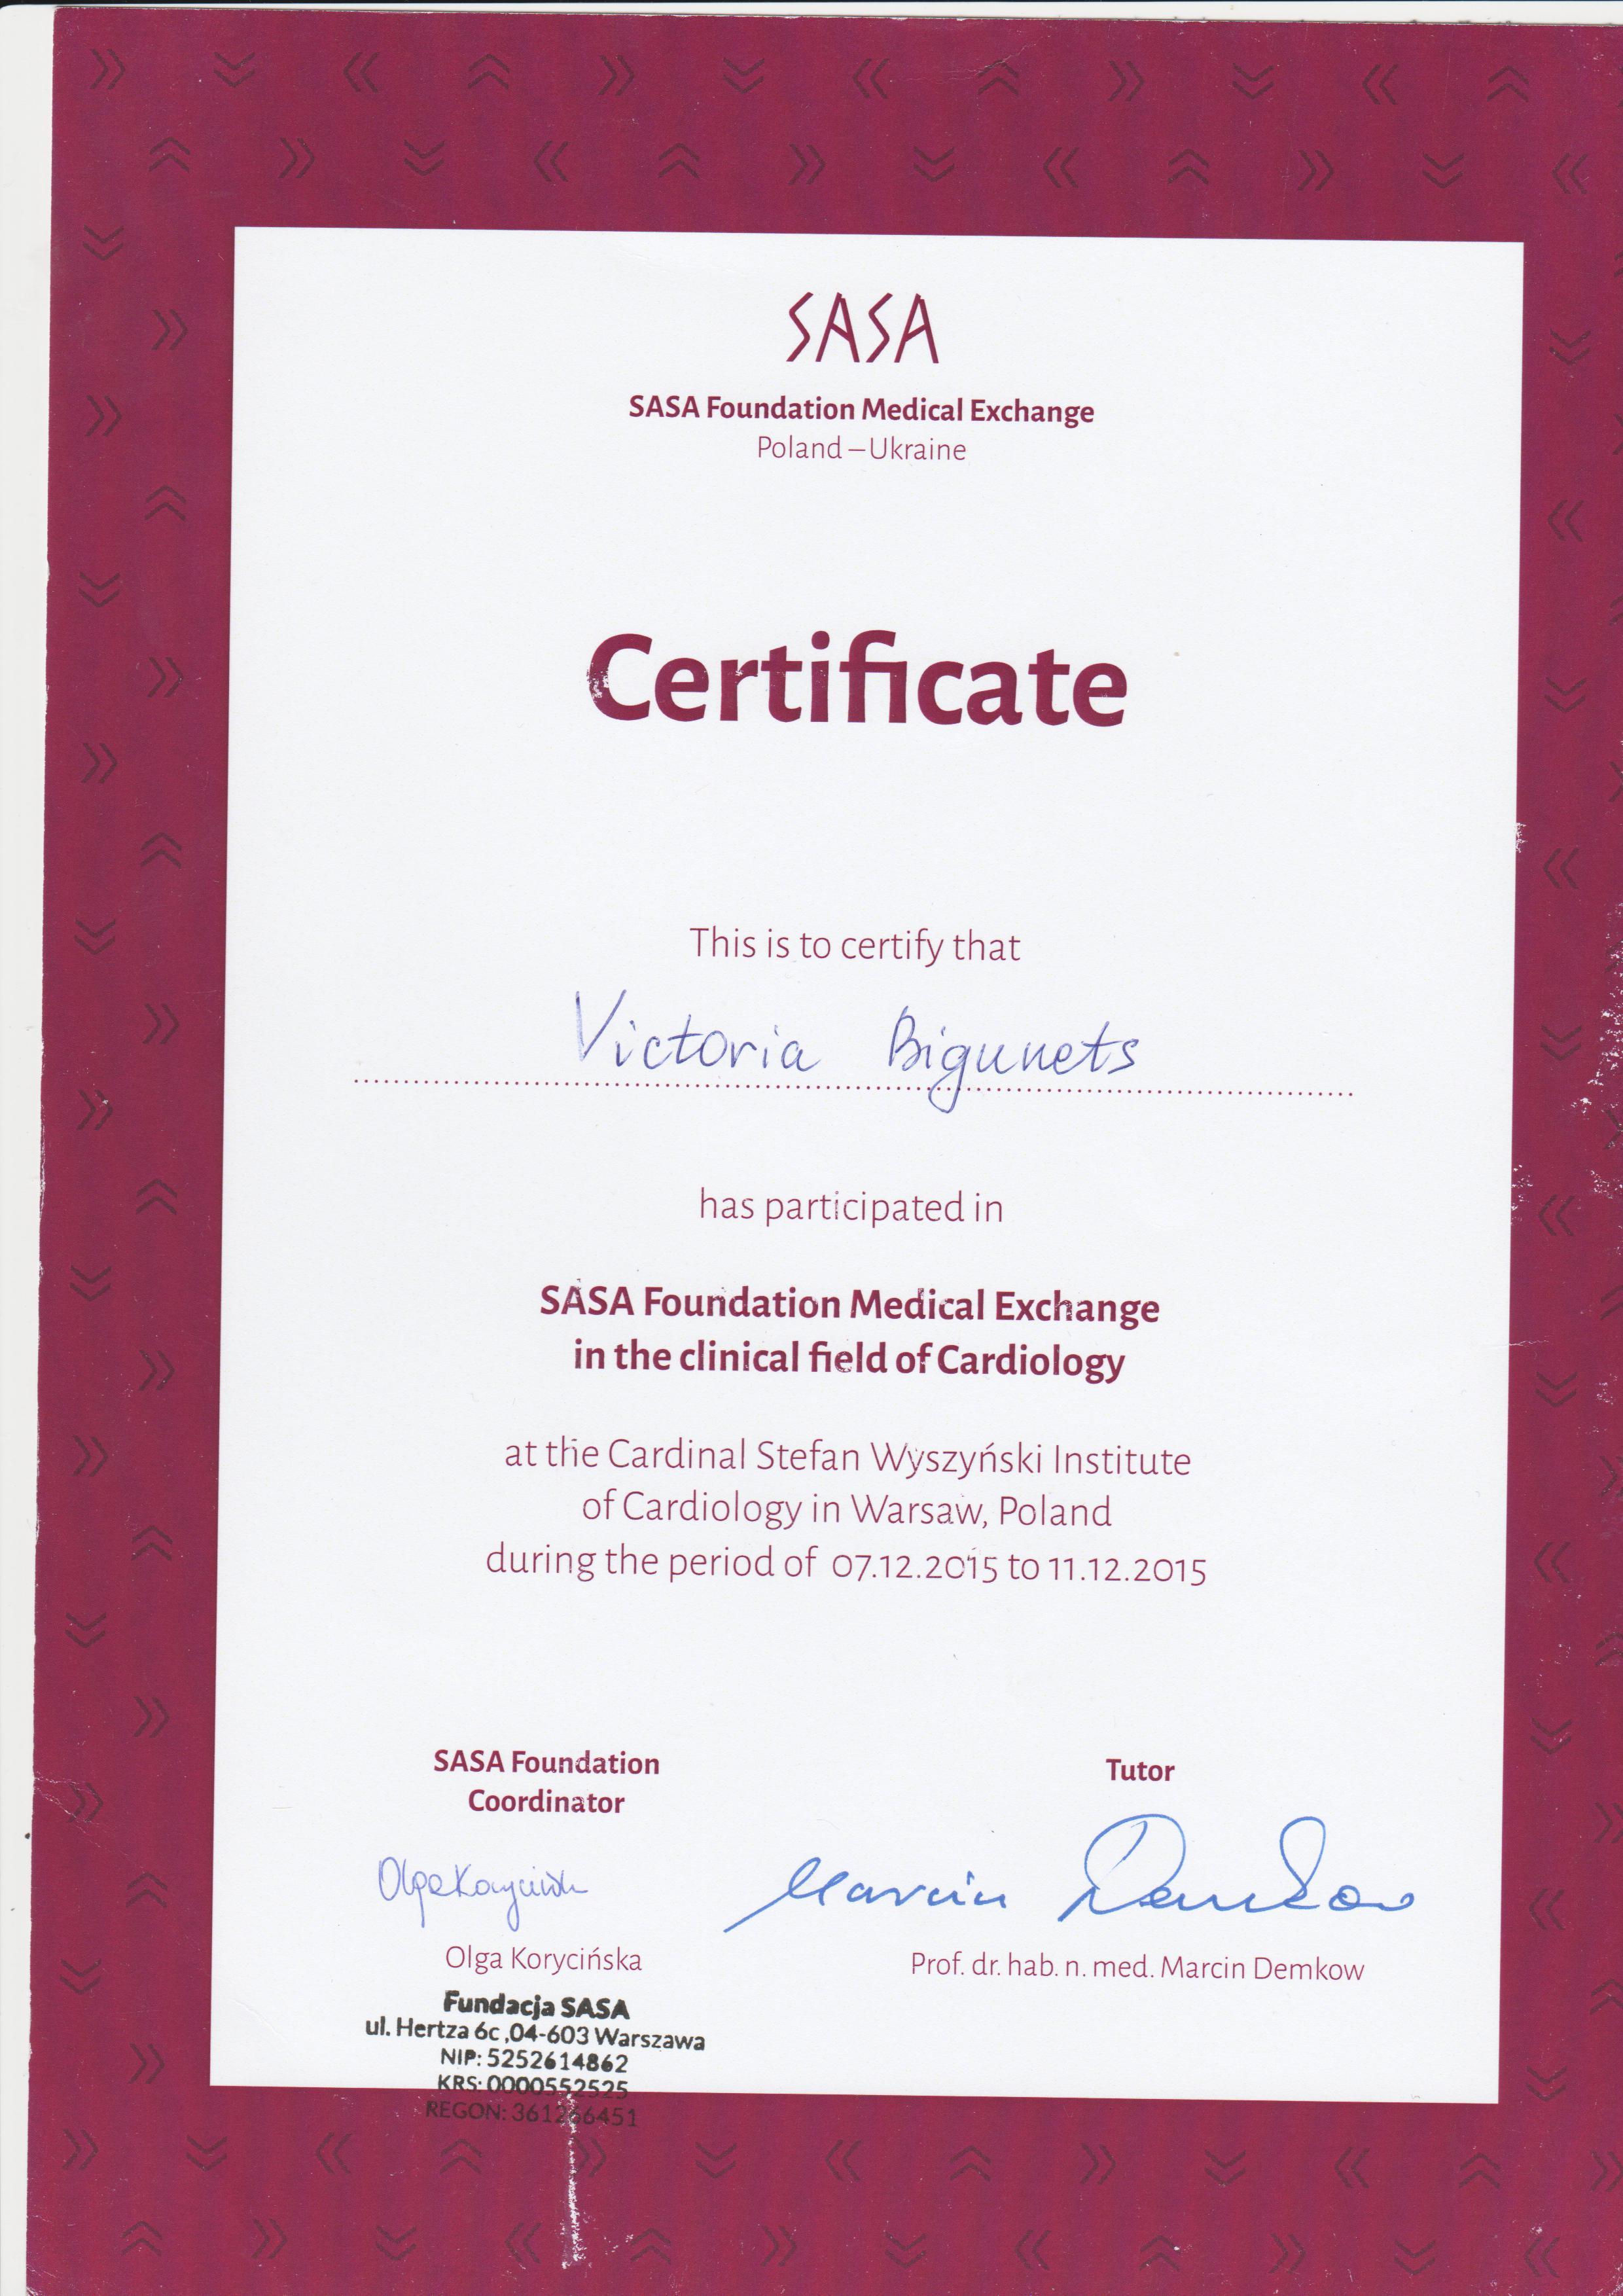 SASA
SASA Foundation Medical Exchange
Poland – Ukraine
Certificate
This is to certify that
Victoria Bigunets
has participated in
SASA Foundation Medical Exchange
in the clinical field of Cardiology
at the Cardinal Stefan Wyszyński Institute
of Cardiology in Warsaw, Poland
during the period of 07.12.2015 to 11.12.2015
SASA Foundation
Coordinator
Olga Korycińska
Olga Korycińska
Fundacja SASA
ul. Hertza 6c ,04-603 Warszawa
NIP: 5252614862
KRS: 0000552525
REGON: 361266451
Tutor
Marcin Demkow
Prof. dr. hab. n. med. Marcin Demkow